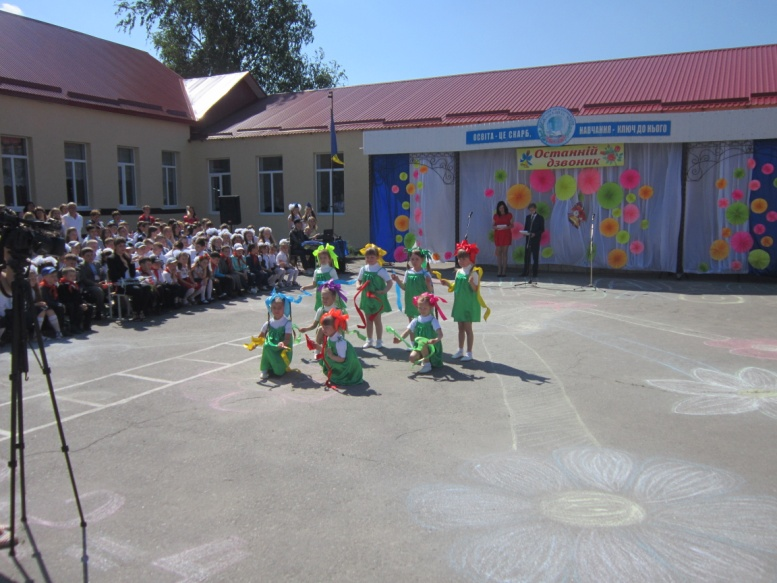 ОСВІТА - ЦЕ СКАРБ, НАВЧАННЯ - КЛЮЧ ДО НЬОГО
Останній
дзвоник